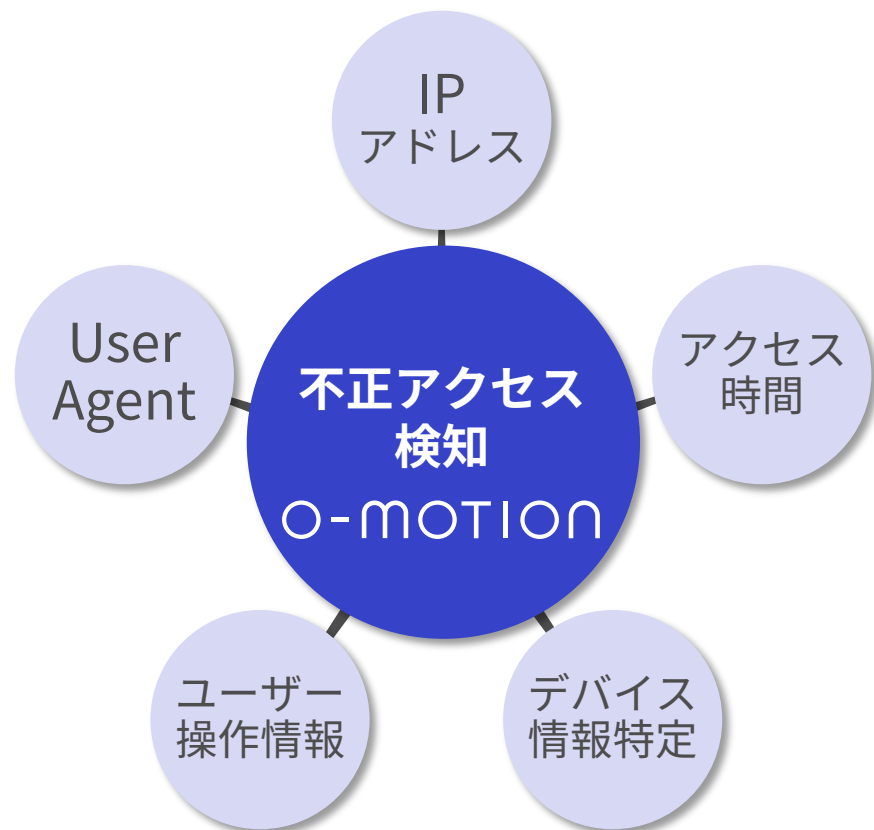 IP
アドレス
User
Agent
アクセス
時間
不正アクセス
検知
O-MOTION
ユーザー
操作情報
デバイス
情報特定